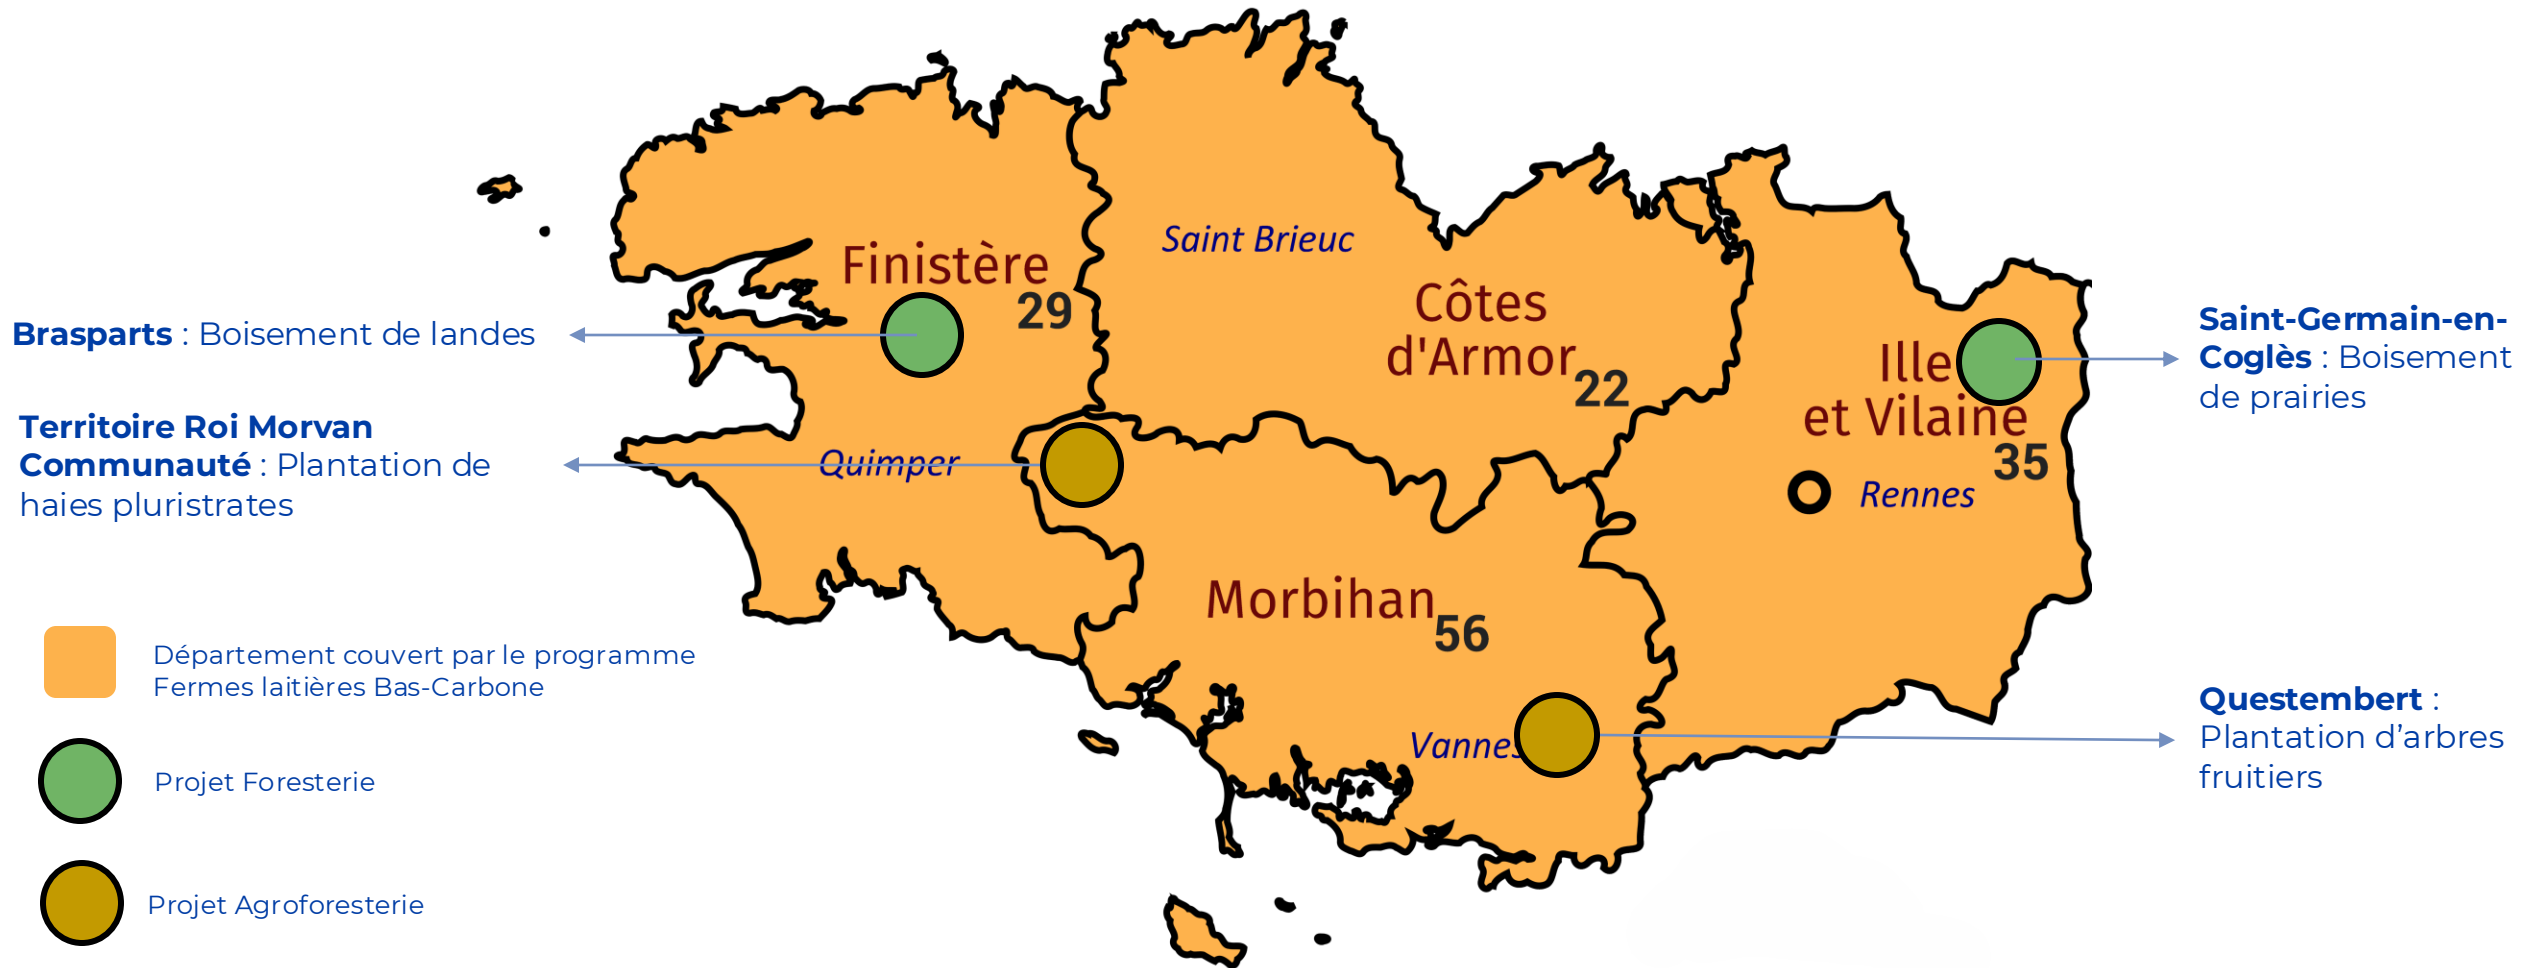 Brasparts : Boisement de landes
Territoire Roi Morvan
Communauté : Plantation de
haies pluristrates
Finistère
29
Quimper
Saint Brieuc
Côtes
d'Armor
22
Ille
et Vilaine
35
Rennes
Morbihan
56
Vannes
Saint-Germain-en-
Coglès : Boisement
de prairies
Questembert :
Plantation d’arbres
fruitiers
Département couvert par le programme
Fermes laitières Bas-Carbone
Projet Foresterie
Projet Agroforesterie